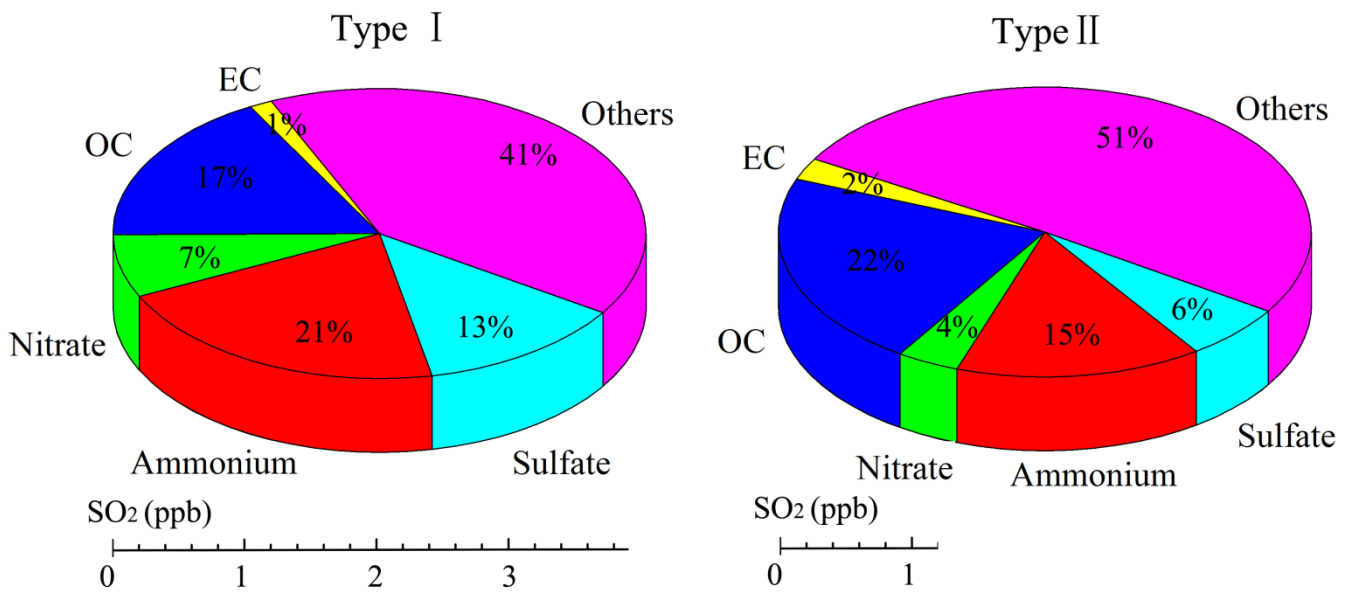 Type Ⅰ
EC
Others
1%
41%
OC
17%
7%
21%
13%
Nitrate
Ammonium
Sulfate
SO₂ (ppb)
0 1 2 3
Type Ⅱ
Others
51%
EC
2%
22%
4%
15%
6%
OC
Nitrate
Ammonium
Sulfate
SO₂ (ppb)
0 1